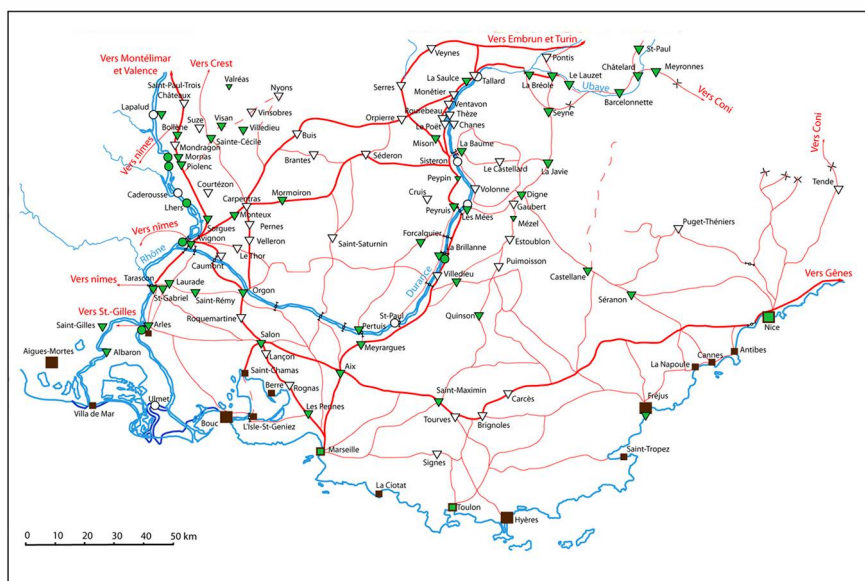 Vers Embrun et Turin
Vers Montélimar
et Valence
Vers Crest
Veynes
Pontis
St-Paul
Châtelard
Meyronnes
La Saulce
Tallard
Le Lauzet
La Bréole
Ubaye
Barcelonnette
Vers Coni
Valréas
Nyons
Saint-Paul-Trois
Châteaux
Serres
Monêtier
Ventavon
Lapalud
Suze
Visan
Vinsobres
Villedieu
Orpierre
Thèze
Le Poët
Chanes
Seyne
Bollène
Sainte-Cécile
Buis
Mison
La Baume
Vers Coni
Mondragon
Vers nîmes
Mornas
Piolenc
Brantes
Séderon
Sisteron
Le Castellard
La Javie
Peypin
Caderousse
Courtézon
Mormoiron
Cruis
Volonne
Digne
Tende
Lhers
Carpentras
Peyruis
Les Mées
Gaubert
Sorgues
Monteux
Mézel
Puget-Théniers
Vers nîmes
Pernes
Avignon
Velleron
Saint-Saturnin
Forcalquier
La Brillanne
Estoublon
Rhône
Le Thor
Caumont
Durance
Villedieu
Puimoisson
Castellane
Vers Gênes
Vers nîmes
Tarascon
Laurade
St-Gabriel
Saint-Rémy
Orgon
Séranon
Vers St.-Gilles
Saint-Gilles
Arles
Roquemartine
St-Paul
Pertuis
Quinson
Nice
Salon
Meyrargues
Antibes
Cannes
La Napoule
Aigues-Mortes
Albaron
Lançon
Saint-Chamas
Aix
Berre
Rognas
Saint-Maximin
Carcès
Fréjus
Ulmet
Villa de Mar
Bouc
L'Isle-St-Geniez
Les Pennes
Tourves
Brignoles
Marseille
Signes
Saint-Tropez
La Ciotat
Toulon
Hyères
0 10 20 30 40 50 km